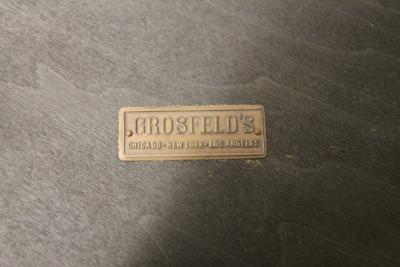 GROSFELD'S
CHICAGO • NEW YORK • LOS ANGELES